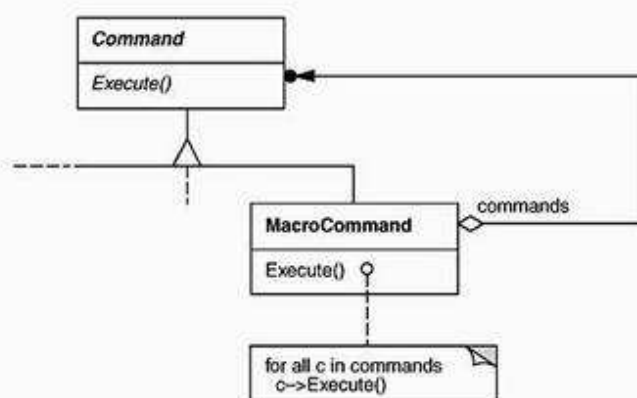 Command
Execute()
commands
MacroCommand
Execute()
for all c in commands
c->Execute()